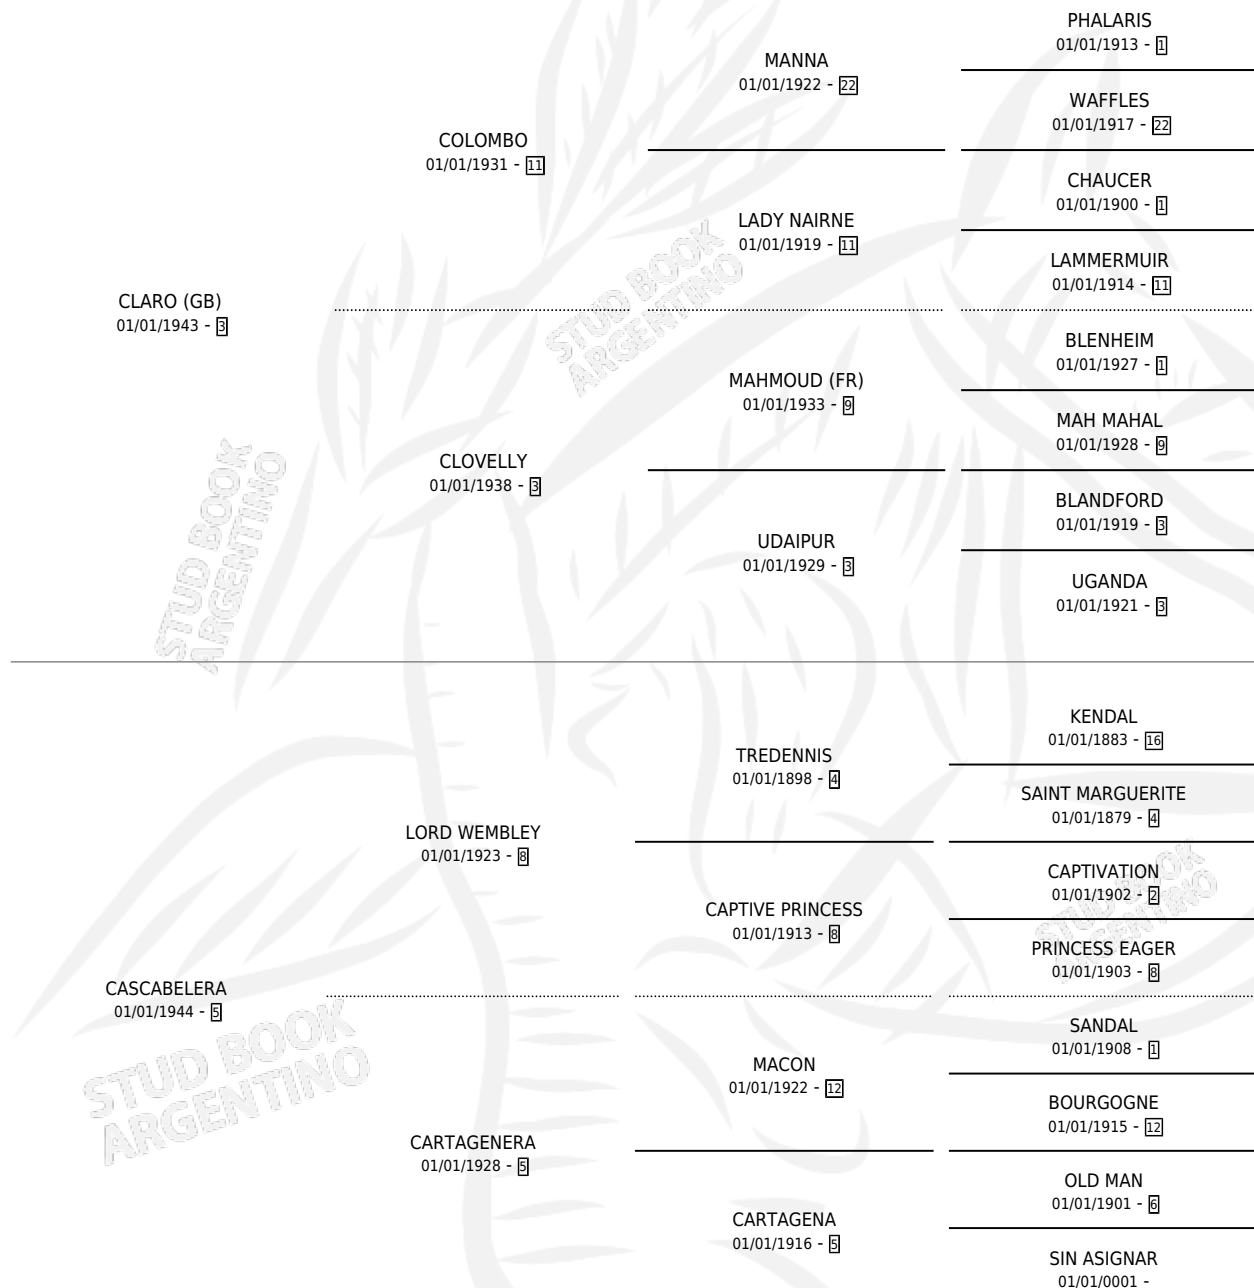 PHALARIS
01/01/1913 - 1
MANNA
01/01/1922 - 22
WAFFLES
01/01/1917 - 22
COLOMBO
01/01/1931 - 11
CHAUCER
01/01/1900 - 1
LADY NAIRNE
01/01/1919 - 11
LAMMERMUIR
01/01/1914 - 11
CLARO (GB)
01/01/1943 - 3
BLENHEIM
01/01/1927 - 1
MAHMOUD (FR)
01/01/1933 - 9
MAH MAHAL
01/01/1928 - 9
CLOVELLY
01/01/1938 - 3
BLANDFORD
01/01/1919 - 3
UDAIPUR
01/01/1929 - 3
UGANDA
01/01/1921 - 3
KENDAL
01/01/1883 - 16
TREDENNIS
01/01/1898 - 4
SAINT MARGUERITE
01/01/1879 - 4
LORD WEMBLEY
01/01/1923 - 8
CAPTIVATION
01/01/1902 - 2
CAPTIVE PRINCESS
01/01/1913 - 8
PRINCESS EAGER
01/01/1903 - 8
CASCABELERA
01/01/1944 - 5
SANDAL
01/01/1908 - 1
MACON
01/01/1922 - 12
BOURGOGNE
01/01/1915 - 12
CARTAGENERA
01/01/1928 - 5
OLD MAN
01/01/1901 - 6
CARTAGENA
01/01/1916 - 5
SIN ASIGNAR
01/01/0001 -
STUD BOOK
ARGENTINO
STUD BOOK
ARGENTINO
STUD BOOK
ARGENTINO
STUD BOOK
ARGENTINO